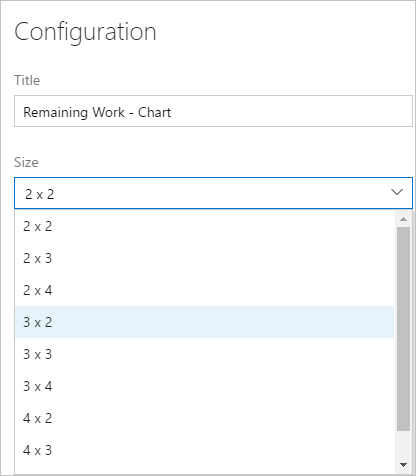 Configuration
Title
Remaining Work - Chart
Size
2 x 2
2 x 2
2 x 3
2 x 4
3 x 2
3 x 3
3 x 4
4 x 2
4 x 3